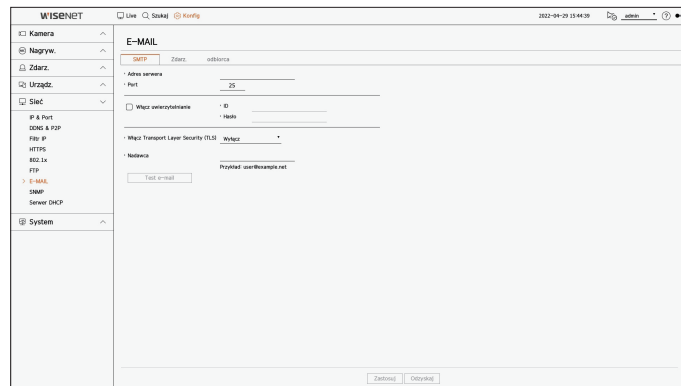 WISENET
Live Szukaj Konfig
2022-04-29 15:44:39 admin ?
Kamera
Nagryw.
Zdarz.
Urządz.
Sieć
IP & Port
DDNS & P2P
Filtr IP
HTTPS
802.1x
FTP
> E-MAIL
SNMP
Serwer DHCP
System
E-MAIL
SMTP Zdarz. odbiorca
Adres serwera
Port 25
Włącz uwierzytelnianie ID
Hasło
Włącz Transport Layer Security (TLS) Wyłącz
Nadawca
Przykład: user@example.net
Test e-mail
Zastosuj Odzyskaj